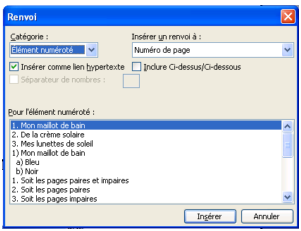 Renvoi
Catégorie :
Insérer un renvoi à :
Elément numéroté
Numéro de page
Insérer comme lien hypertexte
Inclure Ci-dessus/Ci-dessous
Séparateur de nombres :
Pour l'élément numéroté :
1. Mon maillot de bain
2. De la crème solaire
3. Mes lunettes de soleil
1) Mon maillot de bain
a) Bleu
b) Noir
1. Soit les pages paires et impaires
2. Soit les pages paires
3. Soit les pages impaires
Insérer
Annuler